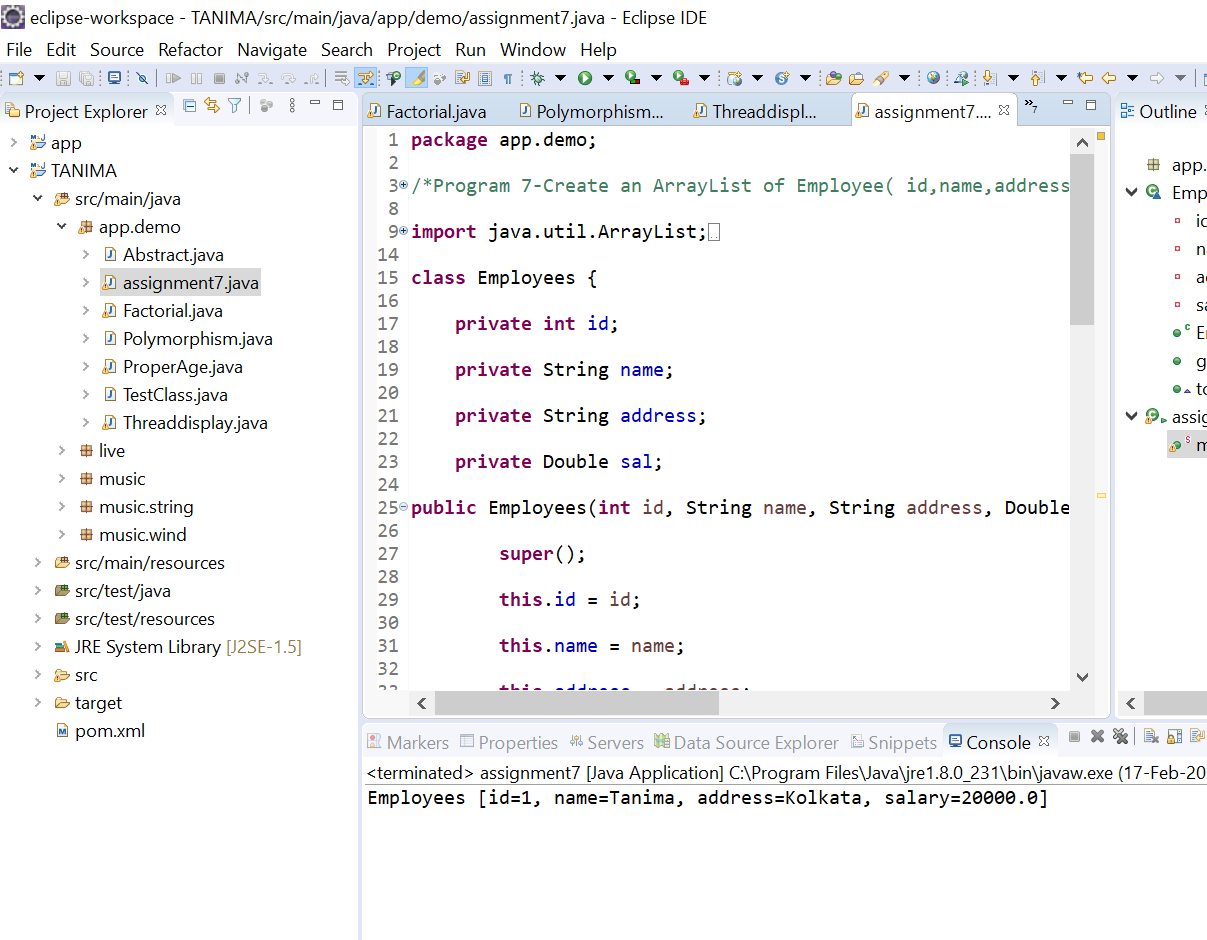 eclipse-workspace - TANIMA/src/main/java/app/demo/assignment7.java - Eclipse IDE
File Edit Source Refactor Navigate Search Project Run Window Help
Project Explorer
app
TANIMA
src/main/java
app.demo
Abstract.java
assignment7.java
Factorial.java
Polymorphism.java
ProperAge.java
TestClass.java
Threaddisplay.java
live
music
music.string
music.wind
src/main/resources
src/test/java
src/test/resources
JRE System Library [J2SE-1.5]
src
target
pom.xml
Factorial.java Polymorphism... Threaddispl... assignment7.... »7
1 package app.demo;
2
3 /*Program 7-Create an ArrayList of Employee( id,name,address
8
9 import java.util.ArrayList;
14
15 class Employees {
16
17 private int id;
18
19 private String name;
20
21 private String address;
22
23 private Double sal;
24
25 public Employees(int id, String name, String address, Double
26
27 super();
28
29 this.id = id;
30
31 this.name = name;
32
33 this.address = address;
Outline
app.
Emp
ic
n
a
sa
E
g
to
assig
m
Markers Properties Servers Data Source Explorer Snippets Console
<terminated> assignment7 [Java Application] C:\Program Files\Java\jre1.8.0_231\bin\javaw.exe (17-Feb-20
Employees [id=1, name=Tanima, address=Kolkata, salary=20000.0]